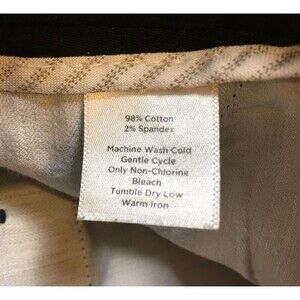 98% Cotton
2% Spandex
Machine Wash Cold
Gentle Cycle
Only Non-Chlorine
Bleach
Tumble Dry Low
Warm Iron